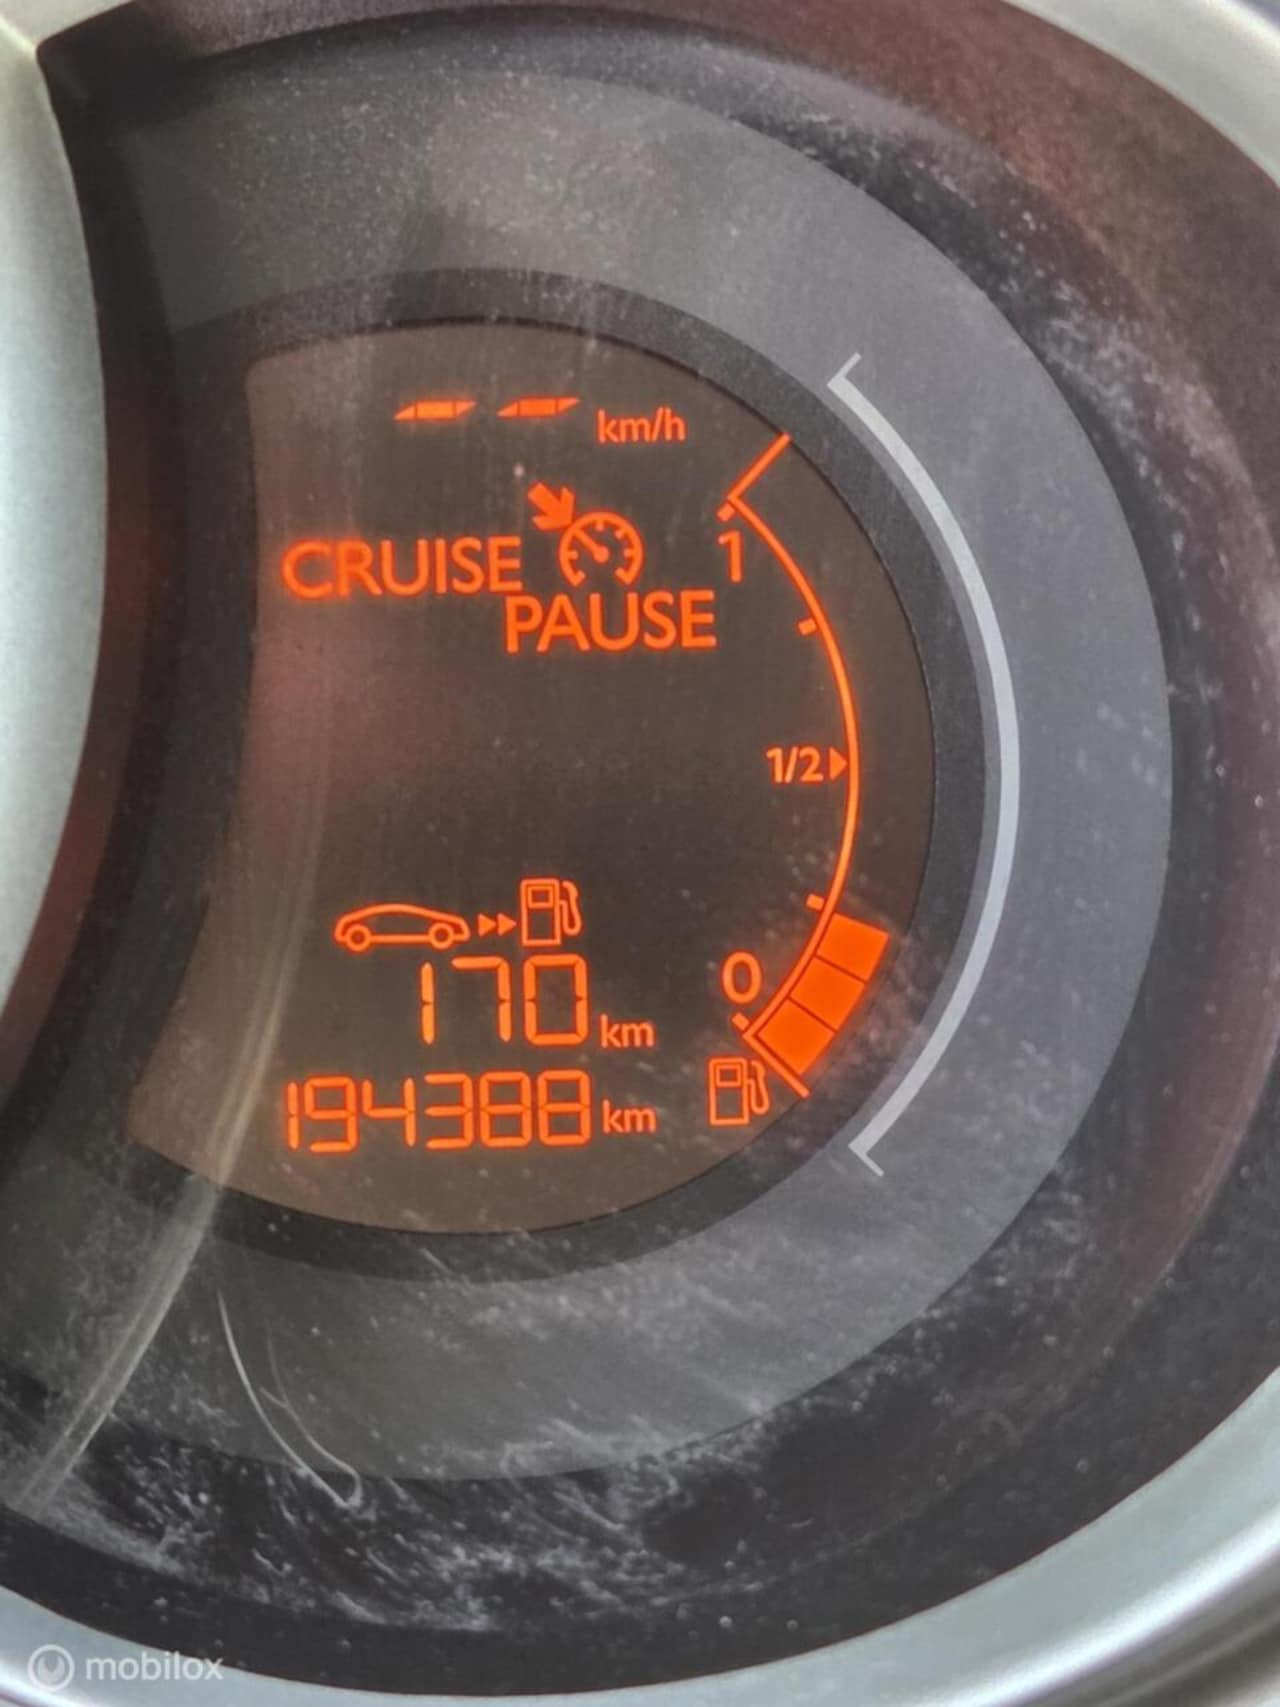 -- km/h
CRUISE
PAUSE
1
1/2
170 km
0
194388 km
mobilox